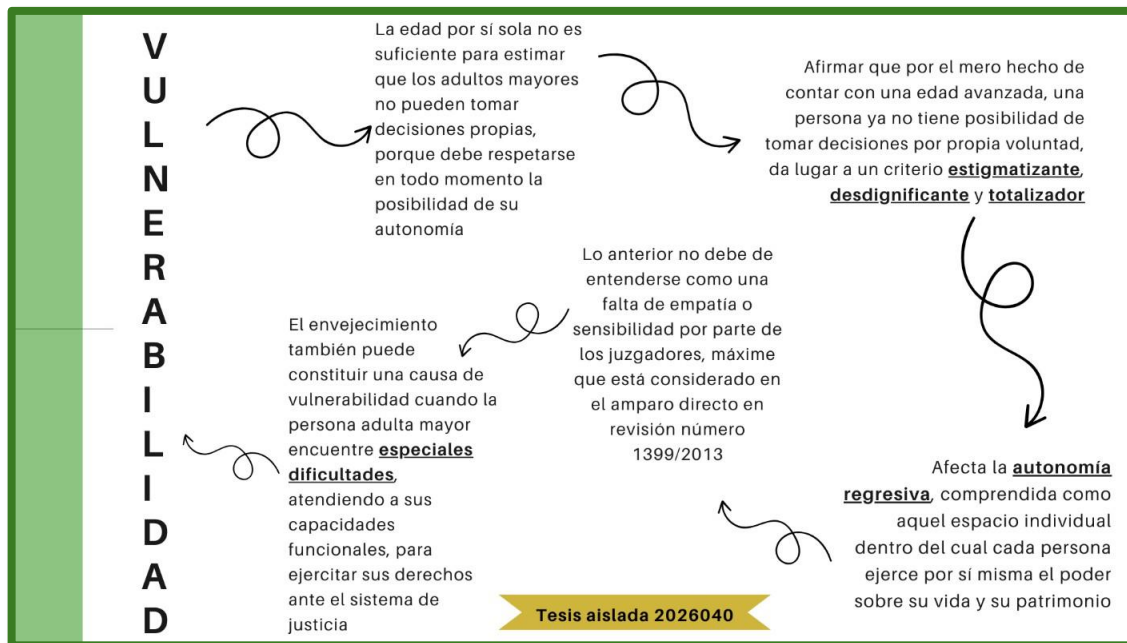 VULNERABILIDAD
La edad por sí sola no es
suficiente para estimar
que los adultos mayores
no pueden tomar
decisiones propias,
porque debe respetarse
en todo momento la
posibilidad de su
autonomía
Afirmar que por el mero hecho de
contar con una edad avanzada, una
persona ya no tiene posibilidad de
tomar decisiones por propia voluntad,
da lugar a un criterio estigmatizante,
desdignificante y totalizador
Afecta la autonomía
regresiva, comprendida como
aquel espacio individual
dentro del cual cada persona
ejerce por sí misma el poder
sobre su vida y su patrimonio
Lo anterior no debe de
entenderse como una
falta de empatía o
sensibilidad por parte de
los juzgadores, máxime
que está considerado en
el amparo directo en
revisión número
1399/2013
El envejecimiento
también puede
constituir una causa de
vulnerabilidad cuando la
persona adulta mayor
encuentre especiales
dificultades,
atendiendo a sus
capacidades
funcionales, para
ejercitar sus derechos
ante el sistema de
justicia
Tesis aislada 2026040